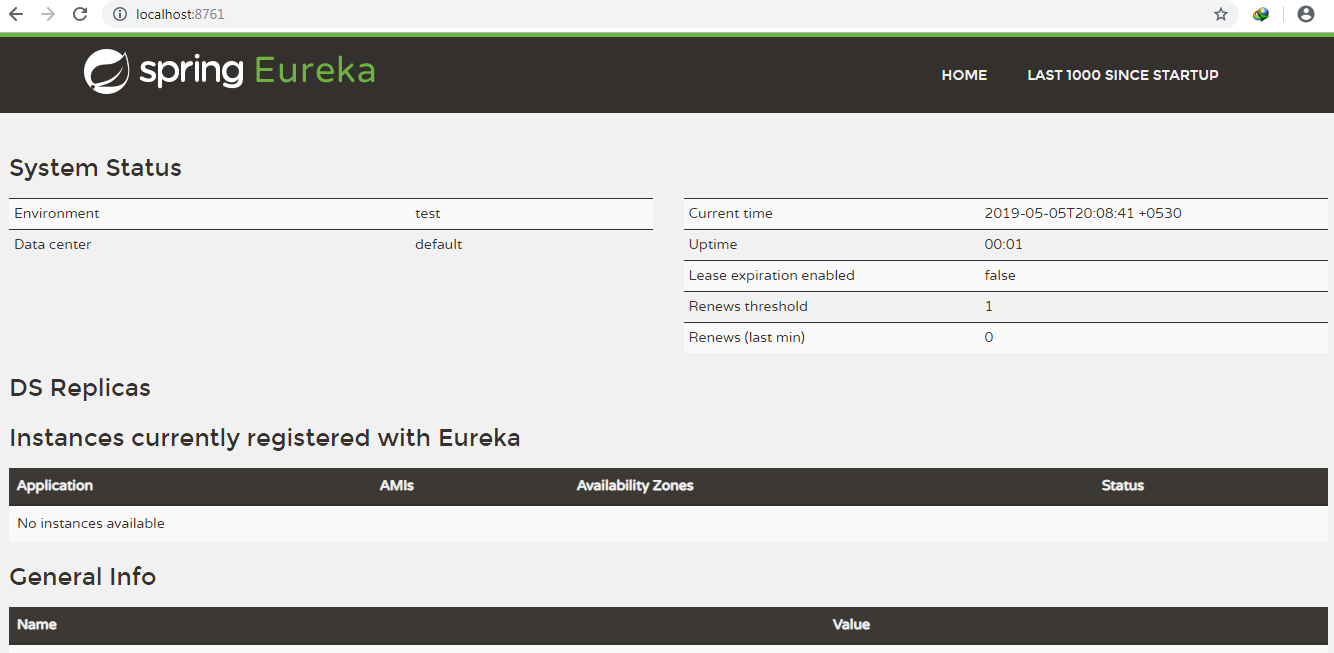 localhost:8761
spring Eureka
HOME LAST 1000 SINCE STARTUP
System Status
Environment test
Data center default
Current time 2019-05-05T20:08:41 +0530
Uptime 00:01
Lease expiration enabled false
Renews threshold 1
Renews (last min) 0
DS Replicas
Instances currently registered with Eureka
Application AMIs Availability Zones Status
No instances available
General Info
Name Value